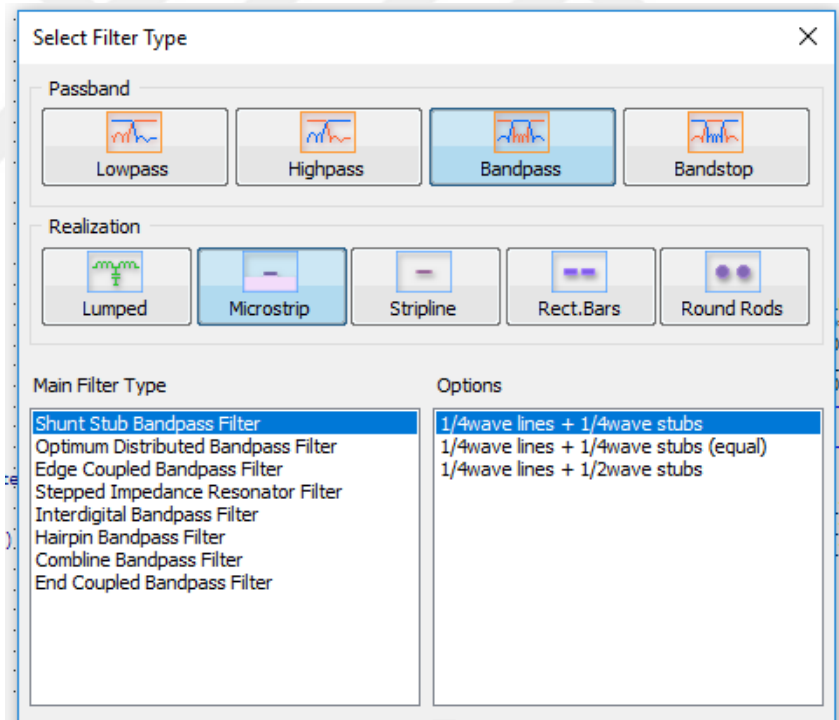 Select Filter Type
Passband
Lowpass
Highpass
Bandpass
Bandstop
Realization
Lumped
Microstrip
Stripline
Rect.Bars
Round Rods
Main Filter Type
Options
Shunt Stub Bandpass Filter
Optimum Distributed Bandpass Filter
Edge Coupled Bandpass Filter
Stepped Impedance Resonator Filter
Interdigital Bandpass Filter
Hairpin Bandpass Filter
Combline Bandpass Filter
End Coupled Bandpass Filter
1/4wave lines + 1/4wave stubs
1/4wave lines + 1/4wave stubs (equal)
1/4wave lines + 1/2wave stubs